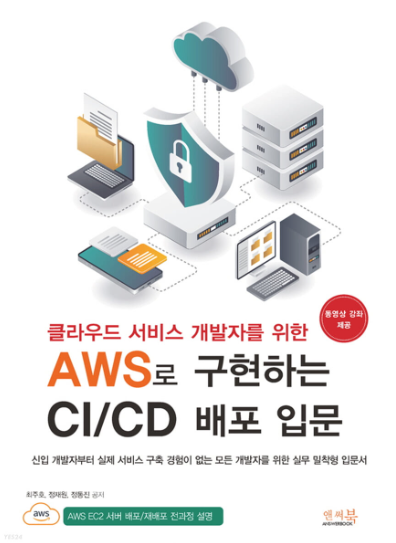 동영상 강좌
제공
클라우드 서비스 개발자를 위한
AWS로 구현하는
CI/CD 배포 입문
신입 개발자부터 실제 서비스 구축 경험이 없는 모든 개발자를 위한 실무 밀착형 입문서
최주호, 정재원, 정동진 공저
aws
AWS EC2 서버 배포/재배포 전과정 설명
앤써북
ANSWERBOOK
YES24